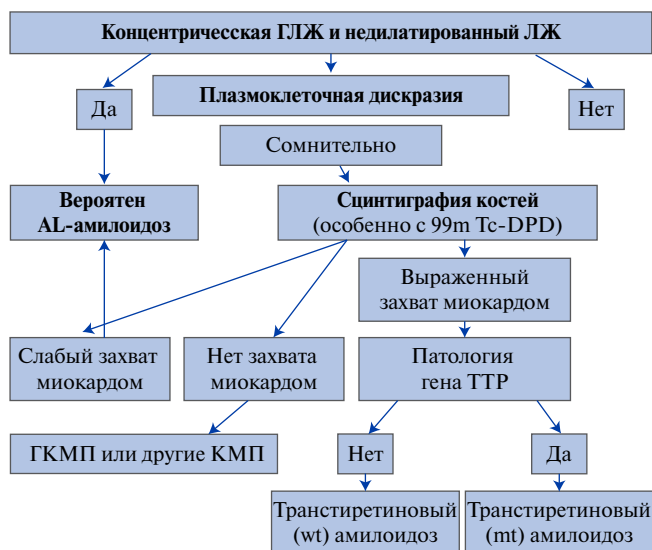 Концентричесская ГЛЖ и недилатированный ЛЖ
Да
Плазмоклеточная дискразия
Нет
Сомнительно
Вероятен
AL-амилоидоз
Сцинтиграфия костей
(особенно с 99m Tc-DPD)
Выраженный
захват миокардом
Слабый захват
миокардом
Нет захвата
миокардом
Патология
гена ТТР
ГКМП или другие КМП
Нет
Да
Транстиретиновый
(wt) амилоидоз
Транстиретиновый
(mt) амилоидоз